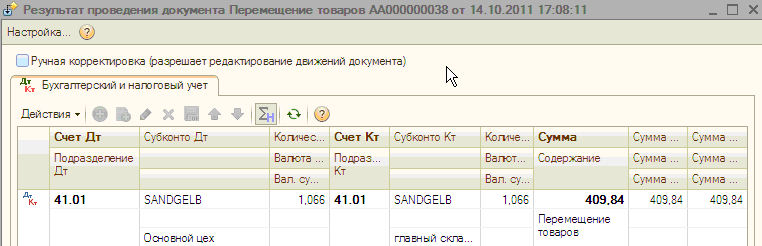 Результат проведения документа Перемещение товаров АА000000038 от 14.10.2011 17:08:11
Настройка...
Ручная корректировка (разрешает редактирование движений документа)
Бухгалтерский и налоговый учет
Действия
Счет Дт Субконто Дт Количес... Счет Кт Субконто Кт Количе... Сумма Сумма ... Сумма ...
Подразделение Дт Валюта ... Подраз... Кт Валют... Содержание Сумма ... Сумма ...
Вал. су... Вал. су... Сумма ... Сумма ...
Дт Кт 41.01 SANDGELB 1,066 41.01 SANDGELB 1,066 409,84 409,84 409,84
Перемещение товаров
Основной цех главный скла...